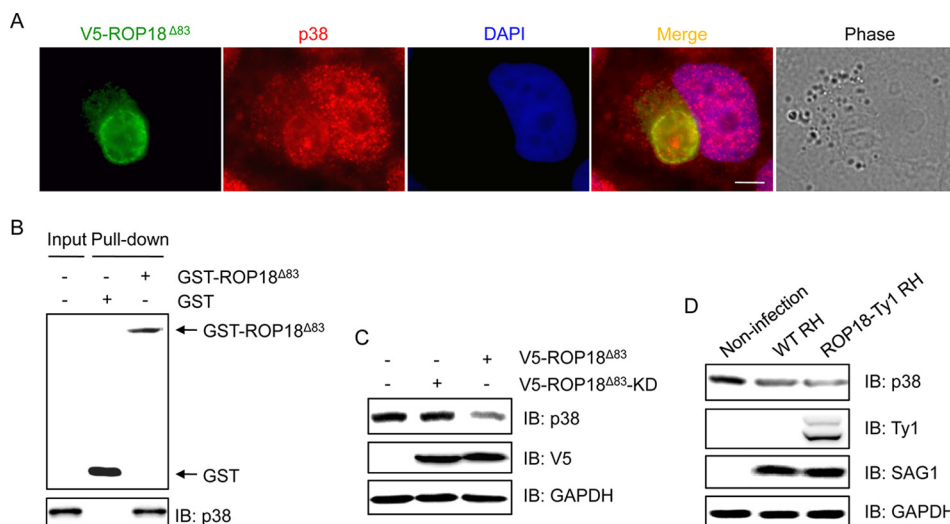 A
V5-ROP18Δ83 p38 DAPI Merge Phase
B
Input Pull-down
- - + GST-ROP18Δ83
- + - GST
GST-ROP18Δ83
GST
IB: p38
C
- - + V5-ROP18Δ83
- + - V5-ROP18Δ83-KD
IB: p38
IB: V5
IB: GAPDH
D
Non-infection WT RH ROP18-Ty1 RH
IB: p38
IB: Ty1
IB: SAG1
IB: GAPDH